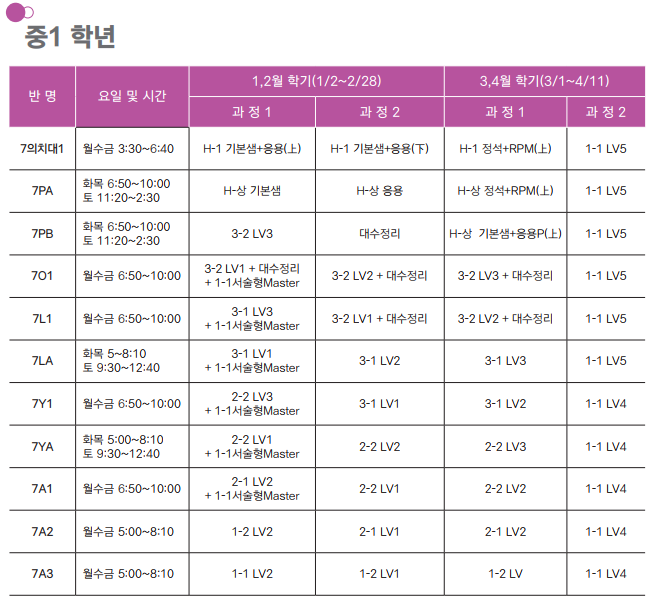 중1 학년
반 명 요일 및 시간 1,2월 학기(1/2~2/28) 3,4월 학기(3/1~4/11)
과 정 1 과 정 2 과 정 1 과 정 2
7의치대1 월수금 3:30~6:40 H-1 기본샘+응용(上) H-1 기본샘+응용(下) H-1 정석+RPM(上) 1-1 LV5
7PA 화목 6:50~10:00 H-상 기본샘 H-상 응용 H-상 정석+RPM(上) 1-1 LV5
토 11:20~2:30
7PB 화목 6:50~10:00 3-2 LV3 대수정리 H-상 기본샘+응용P(上) 1-1 LV5
토 11:20~2:30
7O1 월수금 6:50~10:00 3-2 LV1 + 대수정리 3-2 LV2 + 대수정리 3-2 LV3 + 대수정리 1-1 LV5
+ 1-1서술형Master
7L1 월수금 6:50~10:00 3-1 LV3 3-2 LV1 + 대수정리 3-2 LV2 + 대수정리 1-1 LV5
+ 1-1서술형Master
7LA 화목 5~8:10 3-1 LV1 3-1 LV2 3-1 LV3 1-1 LV5
토 9:30~12:40 + 1-1서술형Master
7Y1 월수금 6:50~10:00 2-2 LV3 3-1 LV1 3-1 LV2 1-1 LV4
+ 1-1서술형Master
7YA 화목 5:00~8:10 2-2 LV1 2-2 LV2 2-2 LV3 1-1 LV4
토 9:30~12:40 + 1-1서술형Master
7A1 월수금 6:50~10:00 2-1 LV2 2-2 LV1 2-2 LV2 1-1 LV4
+ 1-1서술형Master
7A2 월수금 5:00~8:10 1-2 LV2 2-1 LV1 2-1 LV2 1-1 LV4
7A3 월수금 5:00~8:10 1-1 LV2 1-2 LV1 1-2 LV 1-1 LV4